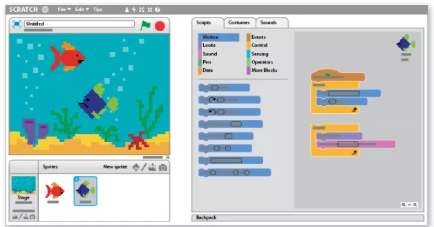 SCRATCH File Edit Tips
Untitled
Scripts Costumes Sounds
Motion Events
Looks Control
Sound Sensing
Pen Operators
Data More Blocks
Sprites New sprite:
Stage
Backpack